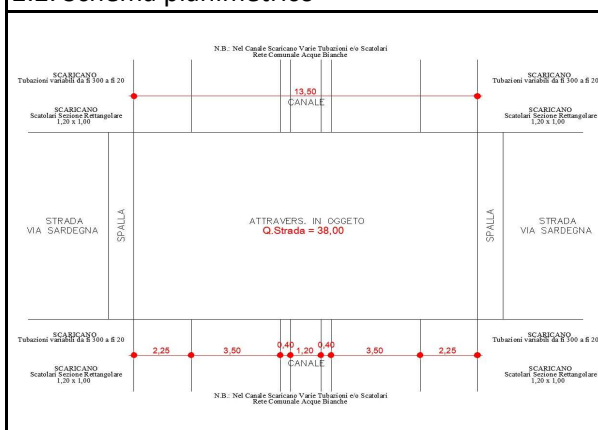 2.2. Schema planimetrico
N.B.: Nel Canale Scaricano Varie Tubazioni e/o Scatolari
Rete Comunale Acque Bianche
SCARICANO
Tubazioni variabili da fi 300 a fi 20
SCARICANO
Scatolari Sezione Rettangolare
1,20 x 1,00
13,50
CANALE
SCARICANO
Tubazioni variabili da fi 300 a fi 20
SCARICANO
Scatolari Sezione Rettangolare
1,20 x 1,00
STRADA
VIA SARDEGNA
SPALLA
ATTRAVERS. IN OGGETO
Q.Strada = 38,00
SPALLA
STRADA
VIA SARDEGNA
SCARICANO
Tubazioni variabili da fi 300 a fi 20
SCARICANO
Scatolari Sezione Rettangolare
1,20 x 1,00
2,25 3,50 0,40 1,20 0,40 3,50 2,25
CANALE
SCARICANO
Tubazioni variabili da fi 300 a fi 20
SCARICANO
Scatolari Sezione Rettangolare
1,20 x 1,00
N.B.: Nel Canale Scaricano Varie Tubazioni e/o Scatolari
Rete Comunale Acque Bianche